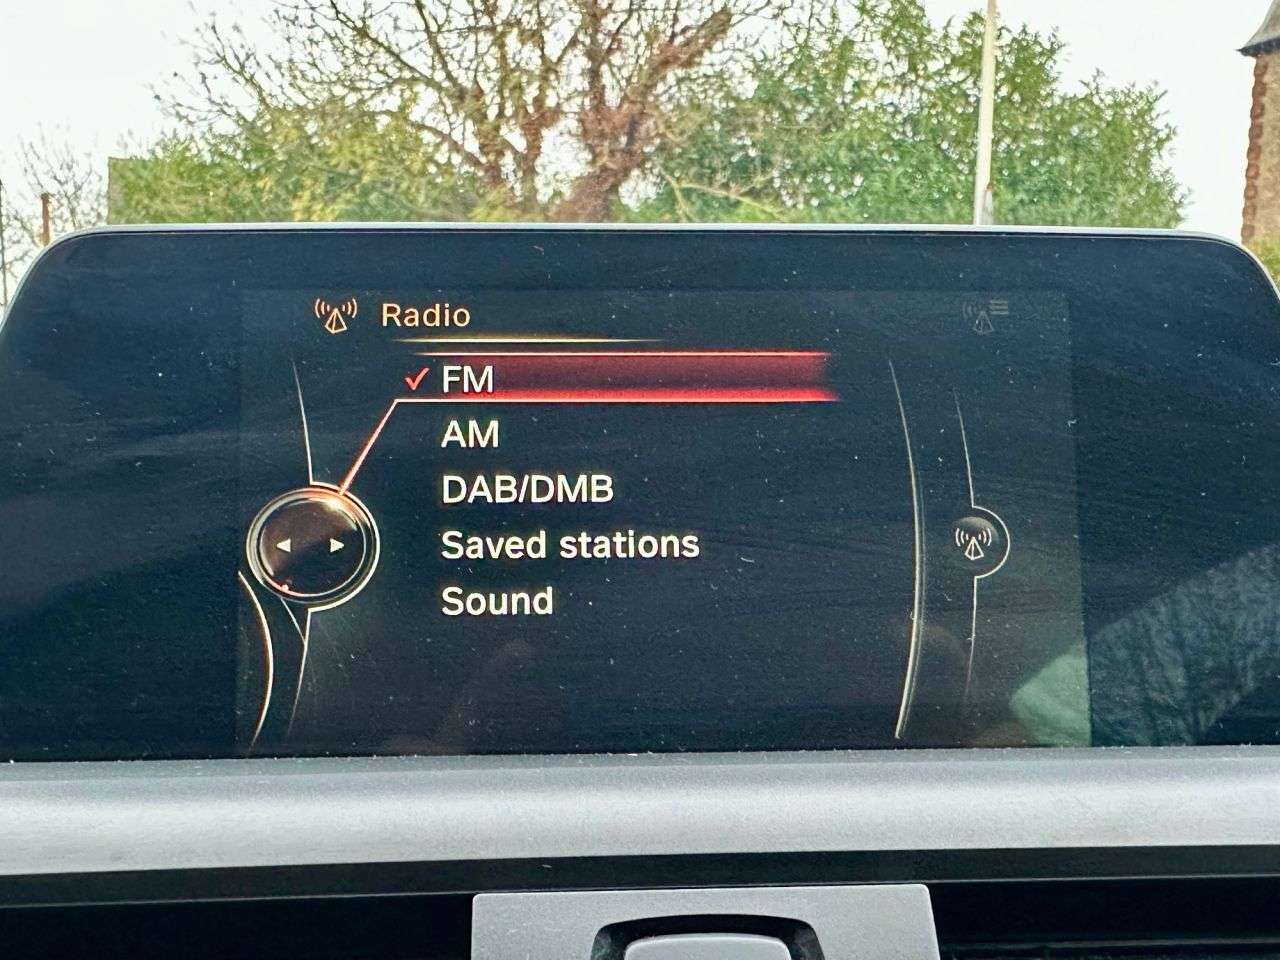 Radio
FM
AM
DAB/DMB
Saved stations
Sound